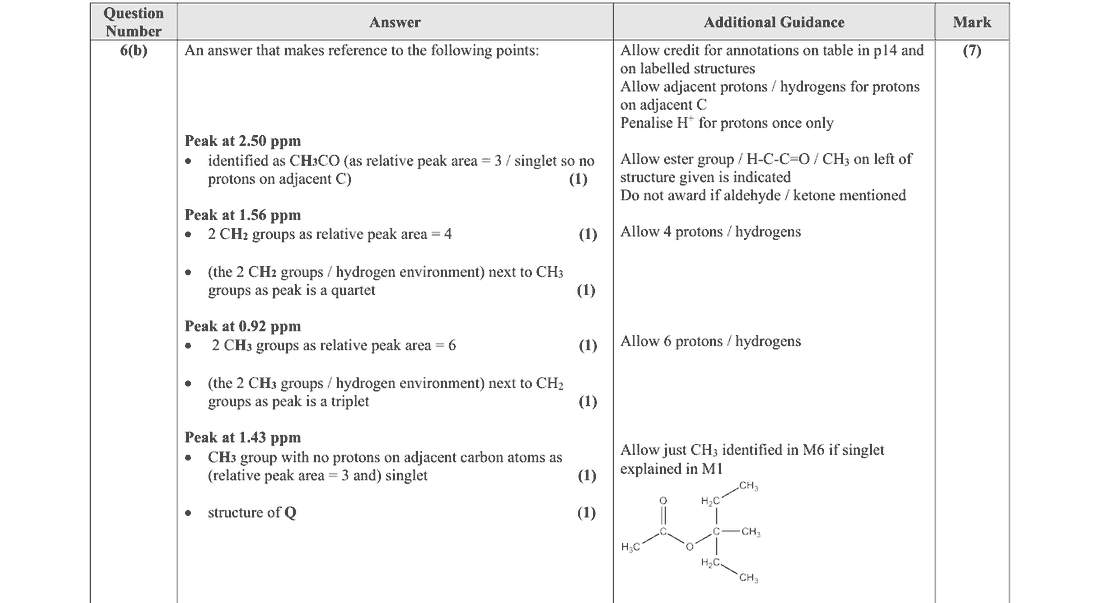 Question Number Answer Additional Guidance Mark
6(b) An answer that makes reference to the following points: Allow credit for annotations on table in p14 and (7)
on labelled structures
Allow adjacent protons / hydrogens for protons
on adjacent C
Penalise H⁺ for protons once only
Peak at 2.50 ppm
• identified as CH3CO (as relative peak area = 3 / singlet so no
protons on adjacent C) (1)
Allow ester group / H-C-C=O / CH₃ on left of
structure given is indicated
Do not award if aldehyde / ketone mentioned
Peak at 1.56 ppm
• 2 CH2 groups as relative peak area = 4 (1) Allow 4 protons / hydrogens
• (the 2 CH2 groups / hydrogen environment) next to CH3
groups as peak is a quartet (1)
Peak at 0.92 ppm
• 2 CH3 groups as relative peak area = 6 (1) Allow 6 protons / hydrogens
• (the 2 CH3 groups / hydrogen environment) next to CH2
groups as peak is a triplet (1)
Peak at 1.43 ppm
• CH3 group with no protons on adjacent carbon atoms as
(relative peak area = 3 and) singlet (1)
Allow just CH₃ identified in M6 if singlet
explained in M1
• structure of Q (1)
CH₃
O H₂C
C C CH₃
H₃C O
H₂C
CH₃